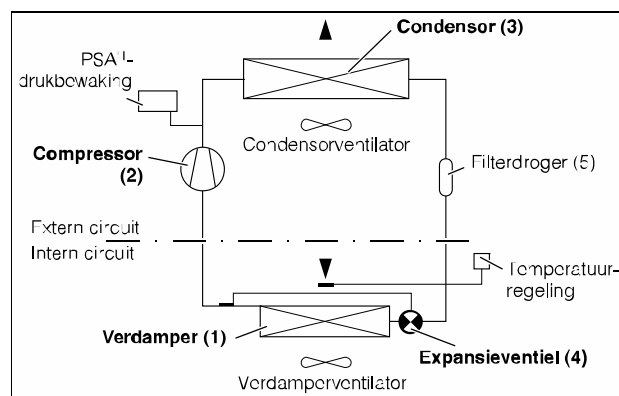 Condensor (3)
PSAH-
drukbewaking
Condensorventilator
Compressor
(2)
Filterdroger (5)
Extern circuit
Intern circuit
Temperatuur-
regeling
Verdamper (1)
Expansieventiel (4)
Verdamperventilator